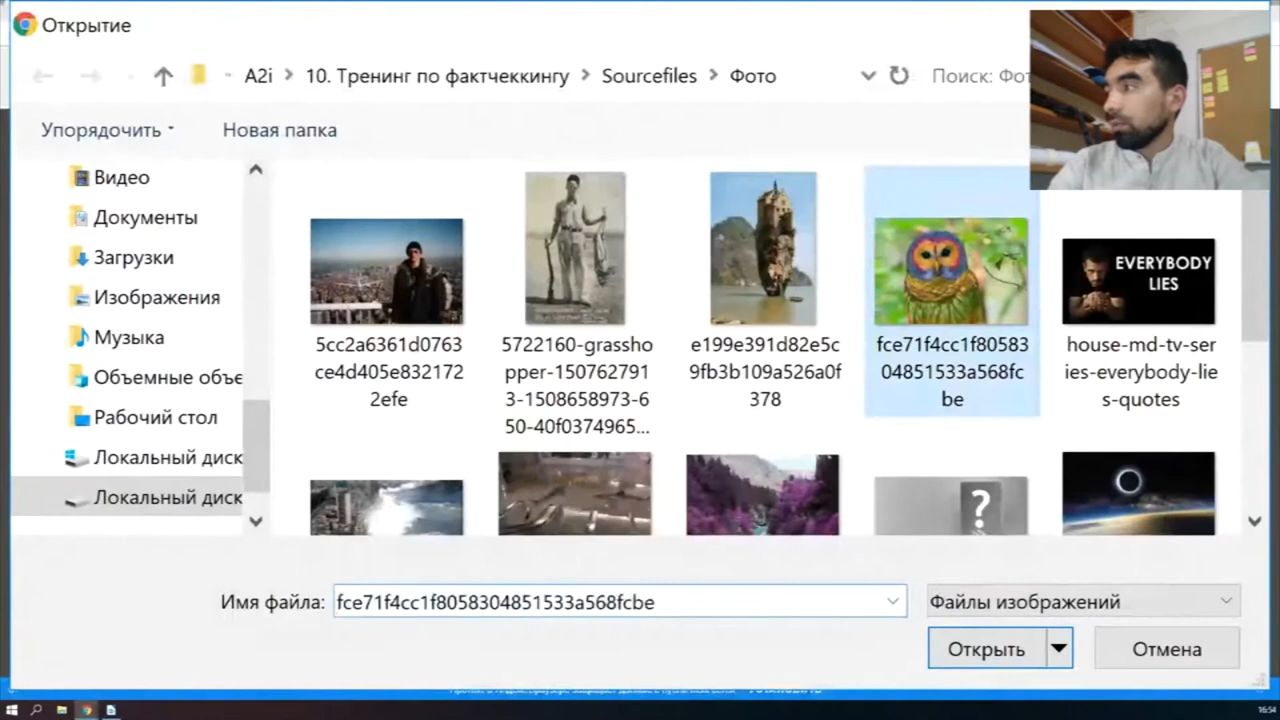 Открытие
A2i > 10. Тренинг по фактчеккингу > Sourcefiles > Фото
Поиск: Фот
Упорядочить
Новая папка
Видео
Документы
Загрузки
Изображения
Музыка
Объемные объе
Рабочий стол
Локальный диск
Локальный диск
5cc2a6361d0763
ce4d405e832172
2efe
5722160-grassho
pper-150762791
3-1508658973-6
50-40f0374965...
e199e391d82e5c
9fb3b109a526a0f
378
fce71f4cc1f80583
04851533a568fc
be
EVERYBODY
LIES
house-md-tv-ser
ies-everybody-lie
s-quotes
?
Имя файла:
fce71f4cc1f8058304851533a568fcbe
Файлы изображений
Открыть
Отмена
16:54